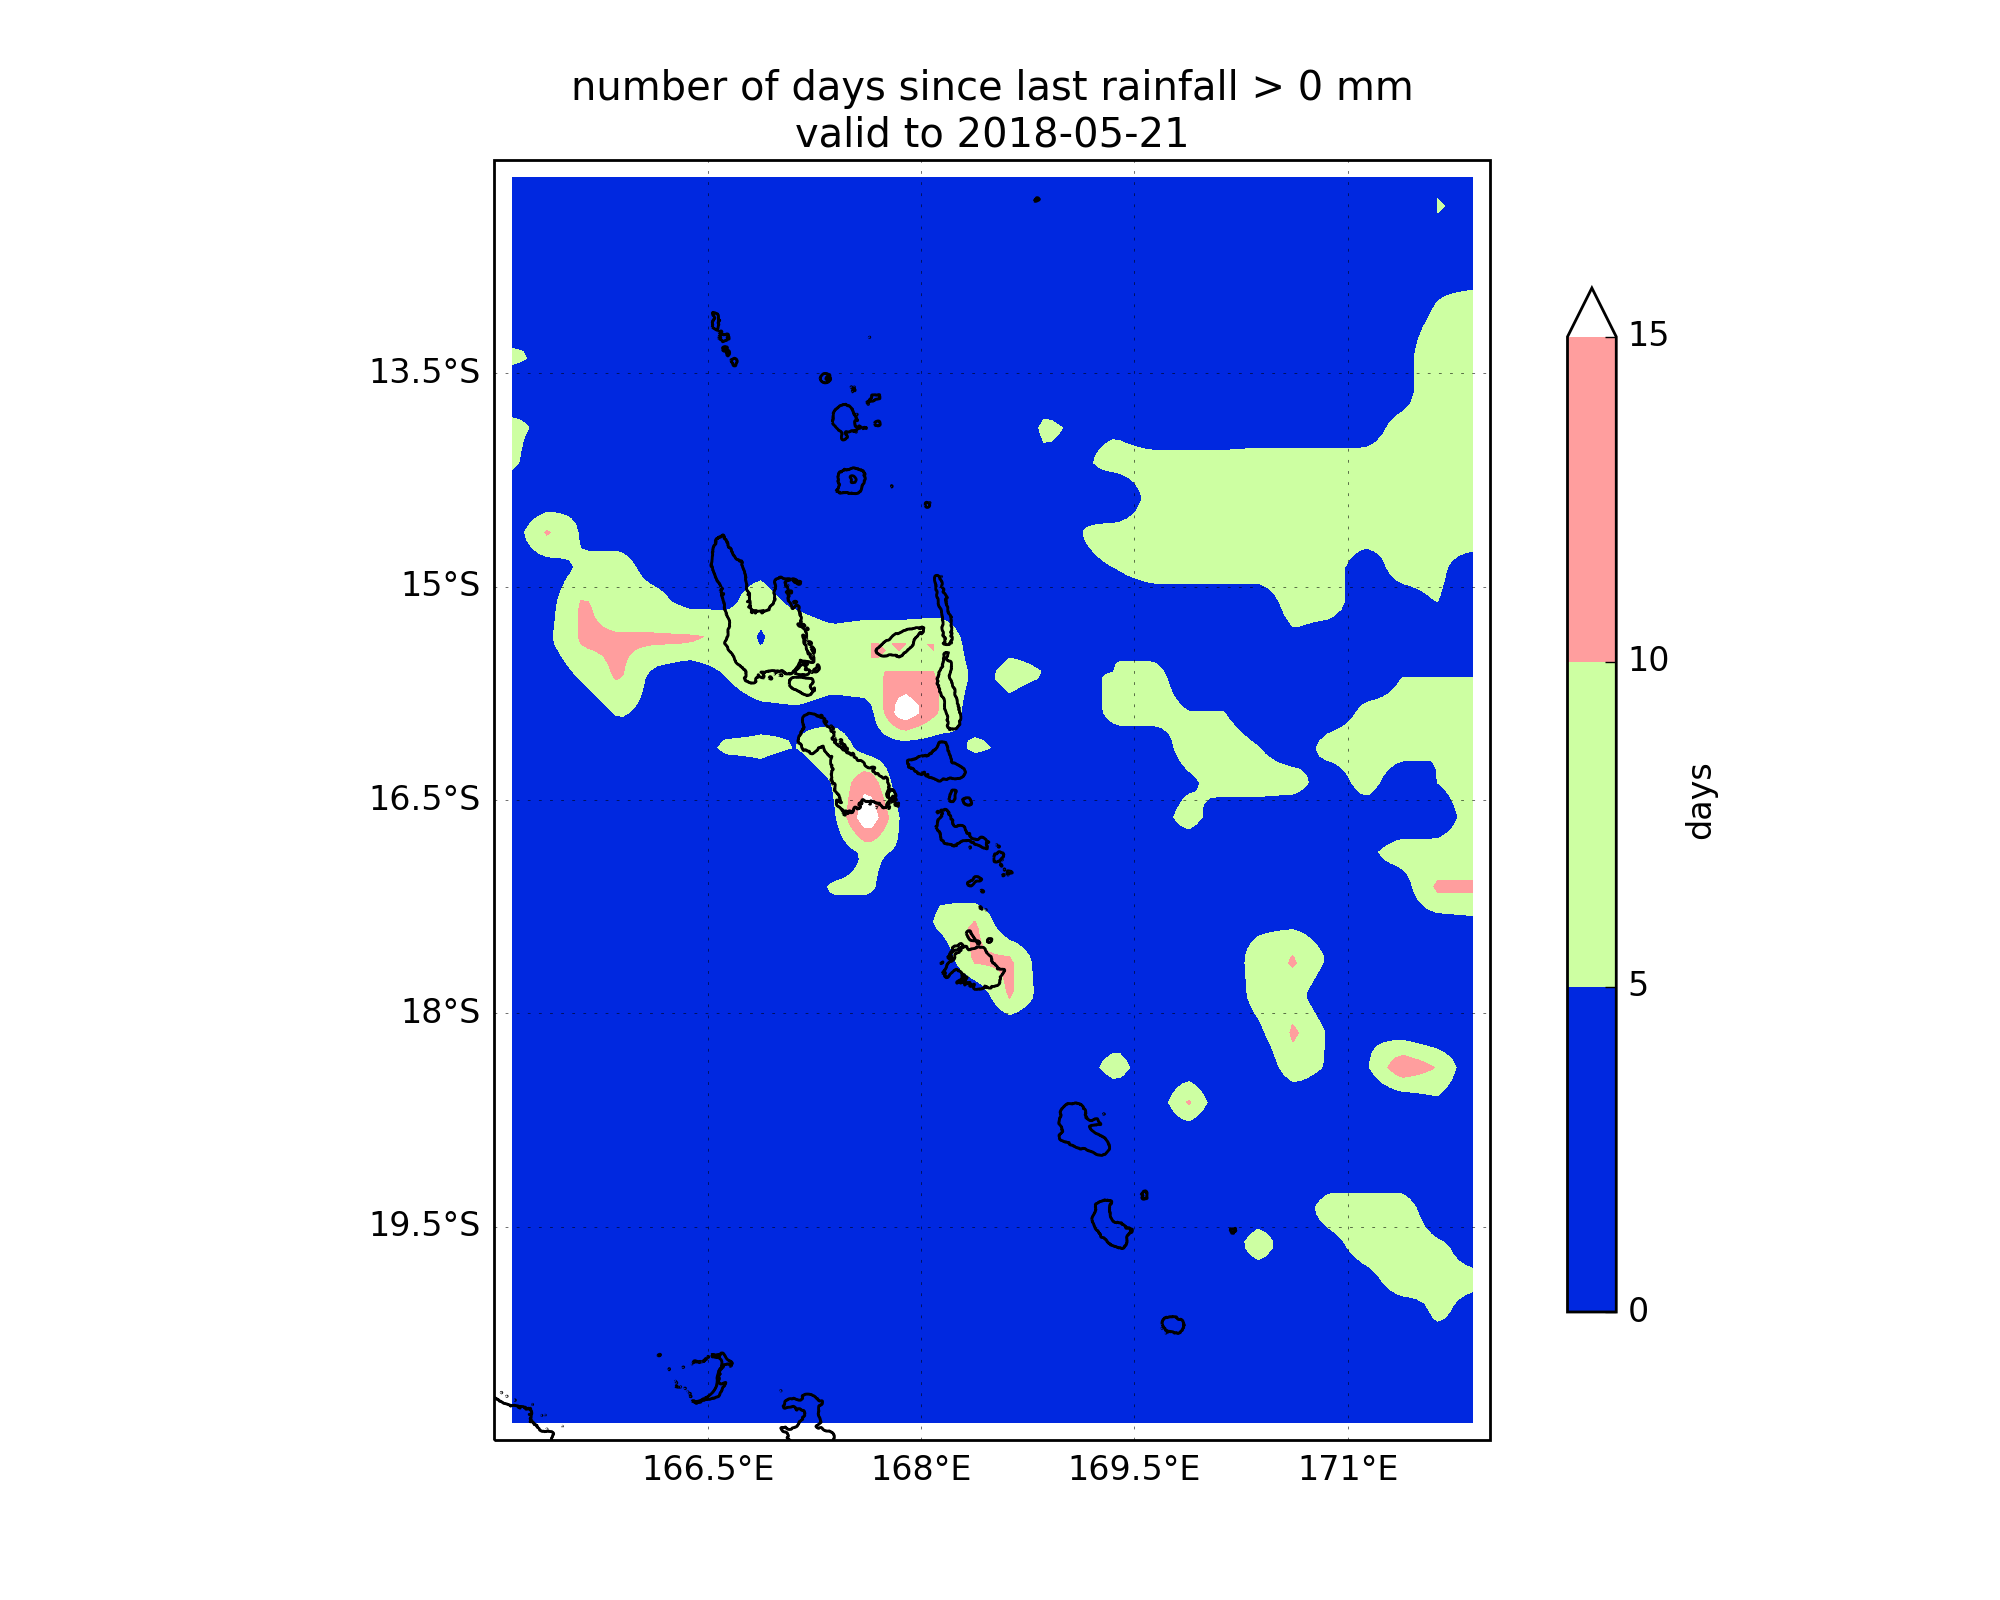 number of days since last rainfall > 0 mm
valid to 2018-05-21
13.5°S
15°S
16.5°S
18°S
19.5°S
166.5°E
168°E
169.5°E
171°E
15
10
5
0
days